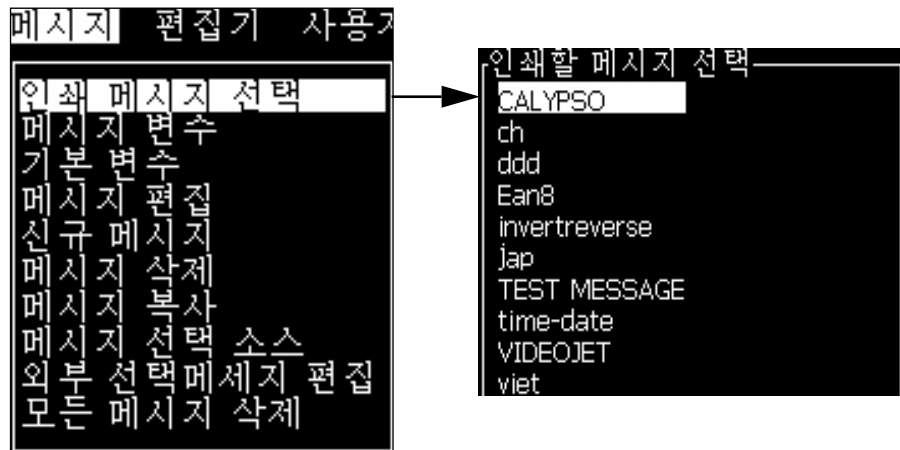 메시지 편집기 사용
인쇄 메시지 선택
메시지 변수
기본 변수
메시지 편집
신규 메시지
메시지 삭제
메시지 복사
메시지 선택 소스
외부 선택메세지 편집
모든 메시지 삭제
인쇄할 메시지 선택
CALYPSO
ch
ddd
Ean8
invertreverse
jap
TEST MESSAGE
time-date
VIDEOJET
viet